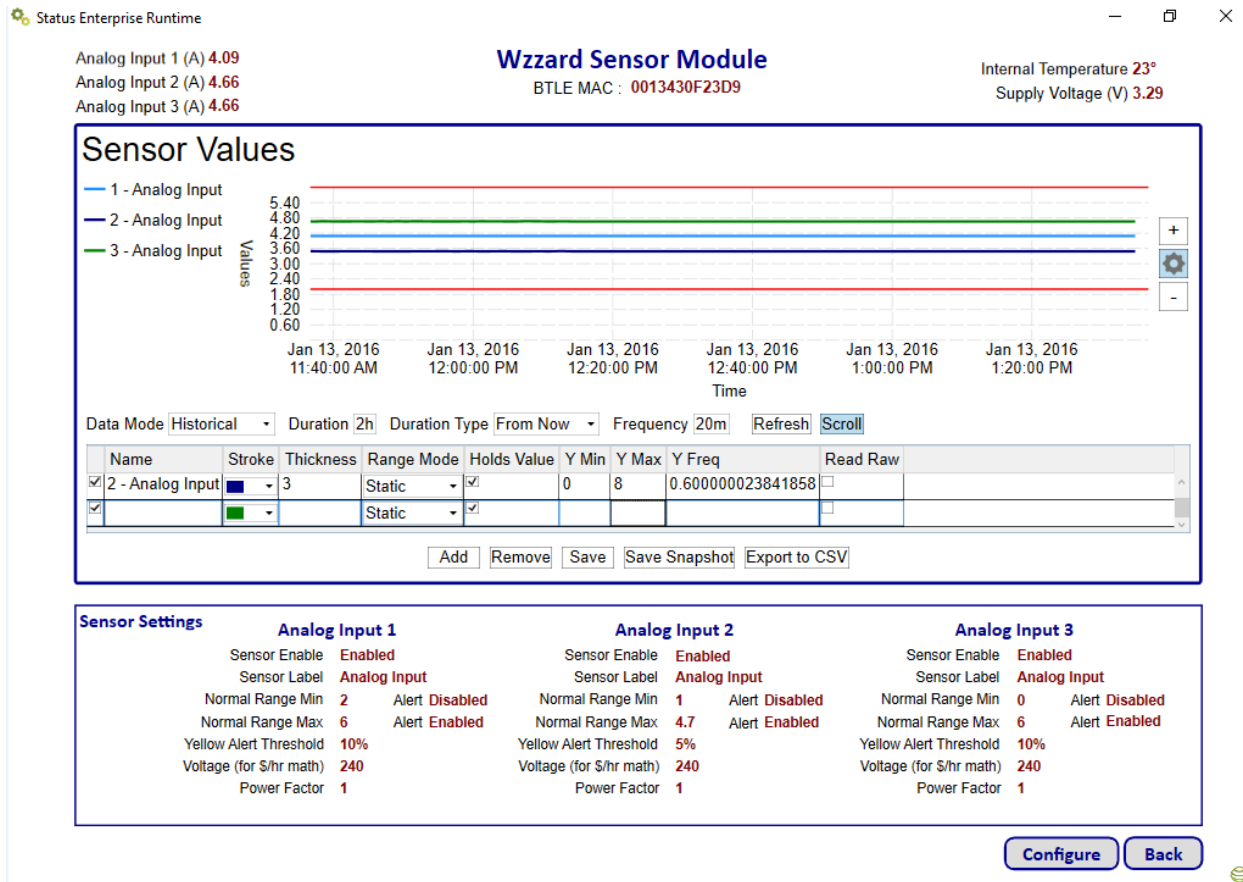 Status Enterprise Runtime
Analog Input 1 (A) 4.09
Analog Input 2 (A) 4.66
Analog Input 3 (A) 4.66
Wzzard Sensor Module
BTLE MAC : 0013430F23D9
Internal Temperature 23°
Supply Voltage (V) 3.29
Sensor Values
1 - Analog Input
2 - Analog Input
3 - Analog Input
Values
5.40
4.80
4.20
3.60
3.00
2.40
1.80
1.20
0.60
Jan 13, 2016 Jan 13, 2016 Jan 13, 2016 Jan 13, 2016 Jan 13, 2016 Jan 13, 2016
11:40:00 AM 12:00:00 PM 12:20:00 PM 12:40:00 PM 1:00:00 PM 1:20:00 PM
Time
Data Mode Historical Duration 2h Duration Type From Now Frequency 20m Refresh Scroll
Name Stroke Thickness Range Mode Holds Value Y Min Y Max Y Freq Read Raw
2 - Analog Input 3 Static 0 8 0.600000023841858
Static
Add Remove Save Save Snapshot Export to CSV
Sensor Settings
Analog Input 1
Sensor Enable Enabled
Sensor Label Analog Input
Normal Range Min 2 Alert Disabled
Normal Range Max 6 Alert Enabled
Yellow Alert Threshold 10%
Voltage (for $/hr math) 240
Power Factor 1
Analog Input 2
Sensor Enable Enabled
Sensor Label Analog Input
Normal Range Min 1 Alert Disabled
Normal Range Max 4.7 Alert Enabled
Yellow Alert Threshold 5%
Voltage (for $/hr math) 240
Power Factor 1
Analog Input 3
Sensor Enable Enabled
Sensor Label Analog Input
Normal Range Min 0 Alert Disabled
Normal Range Max 6 Alert Enabled
Yellow Alert Threshold 10%
Voltage (for $/hr math) 240
Power Factor 1
Configure Back